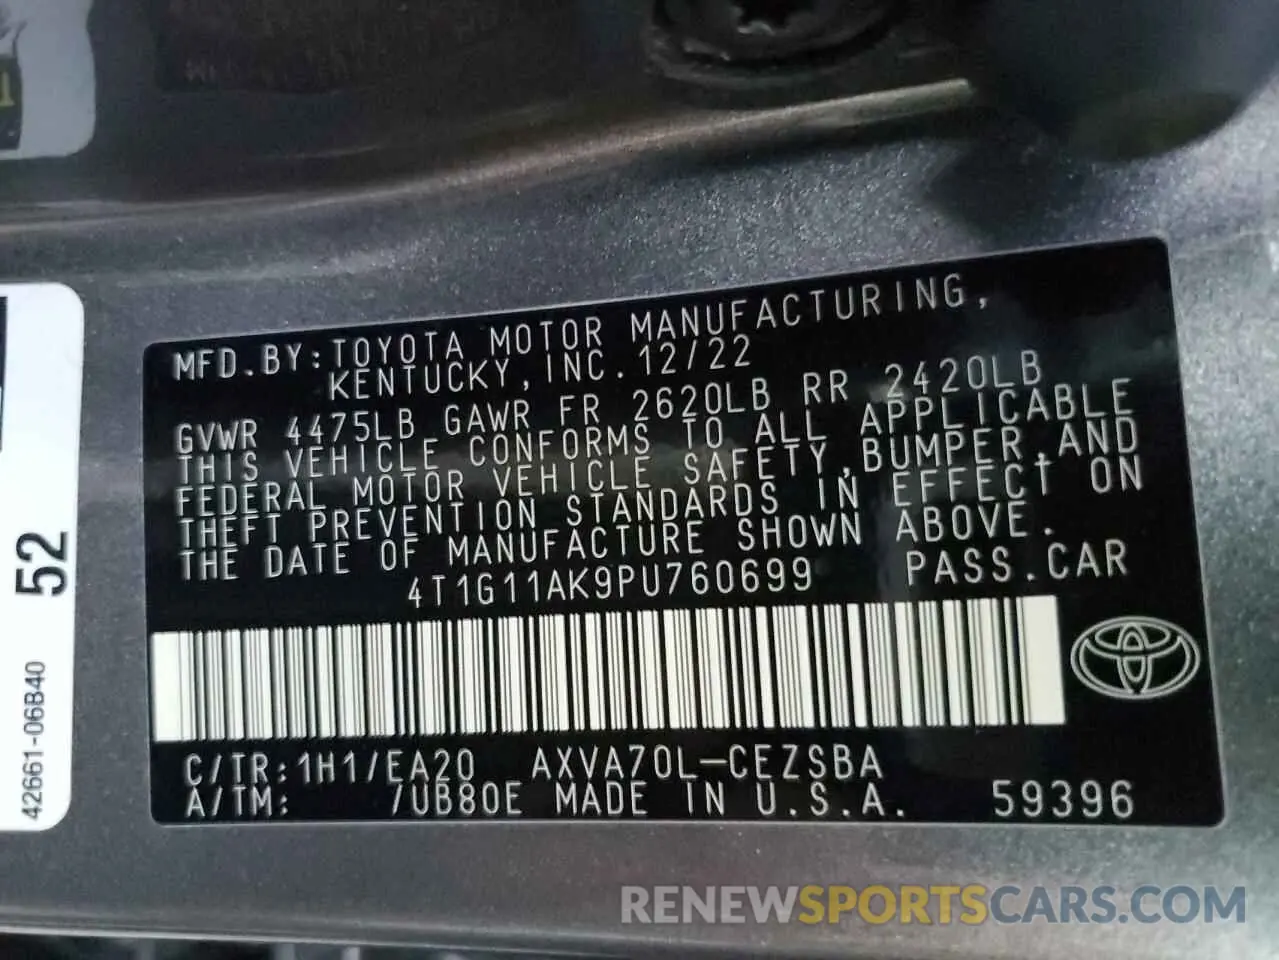 MFD.BY:TOYOTA MOTOR MANUFACTURING,
KENTUCKY,INC.12/22
GVWR 4475LB GAWR FR 2620LB RR 2420LB
THIS VEHICLE CONFORMS TO ALL APPLICABLE
FEDERAL MOTOR VEHICLE SAFETY,BUMPER,AND
THEFT PREVENTION STANDARDS IN EFFECT ON
THE DATE OF MANUFACTURE SHOWN ABOVE.
4T1G11AK9PU760699 PASS.CAR
C/TR:1H1/EA20 AXVA70L-CEZSBA
A/TM: /UB80E MADE IN U.S.A. 59396
52
42661-06B40
RENEWSPORTSCARS.COM